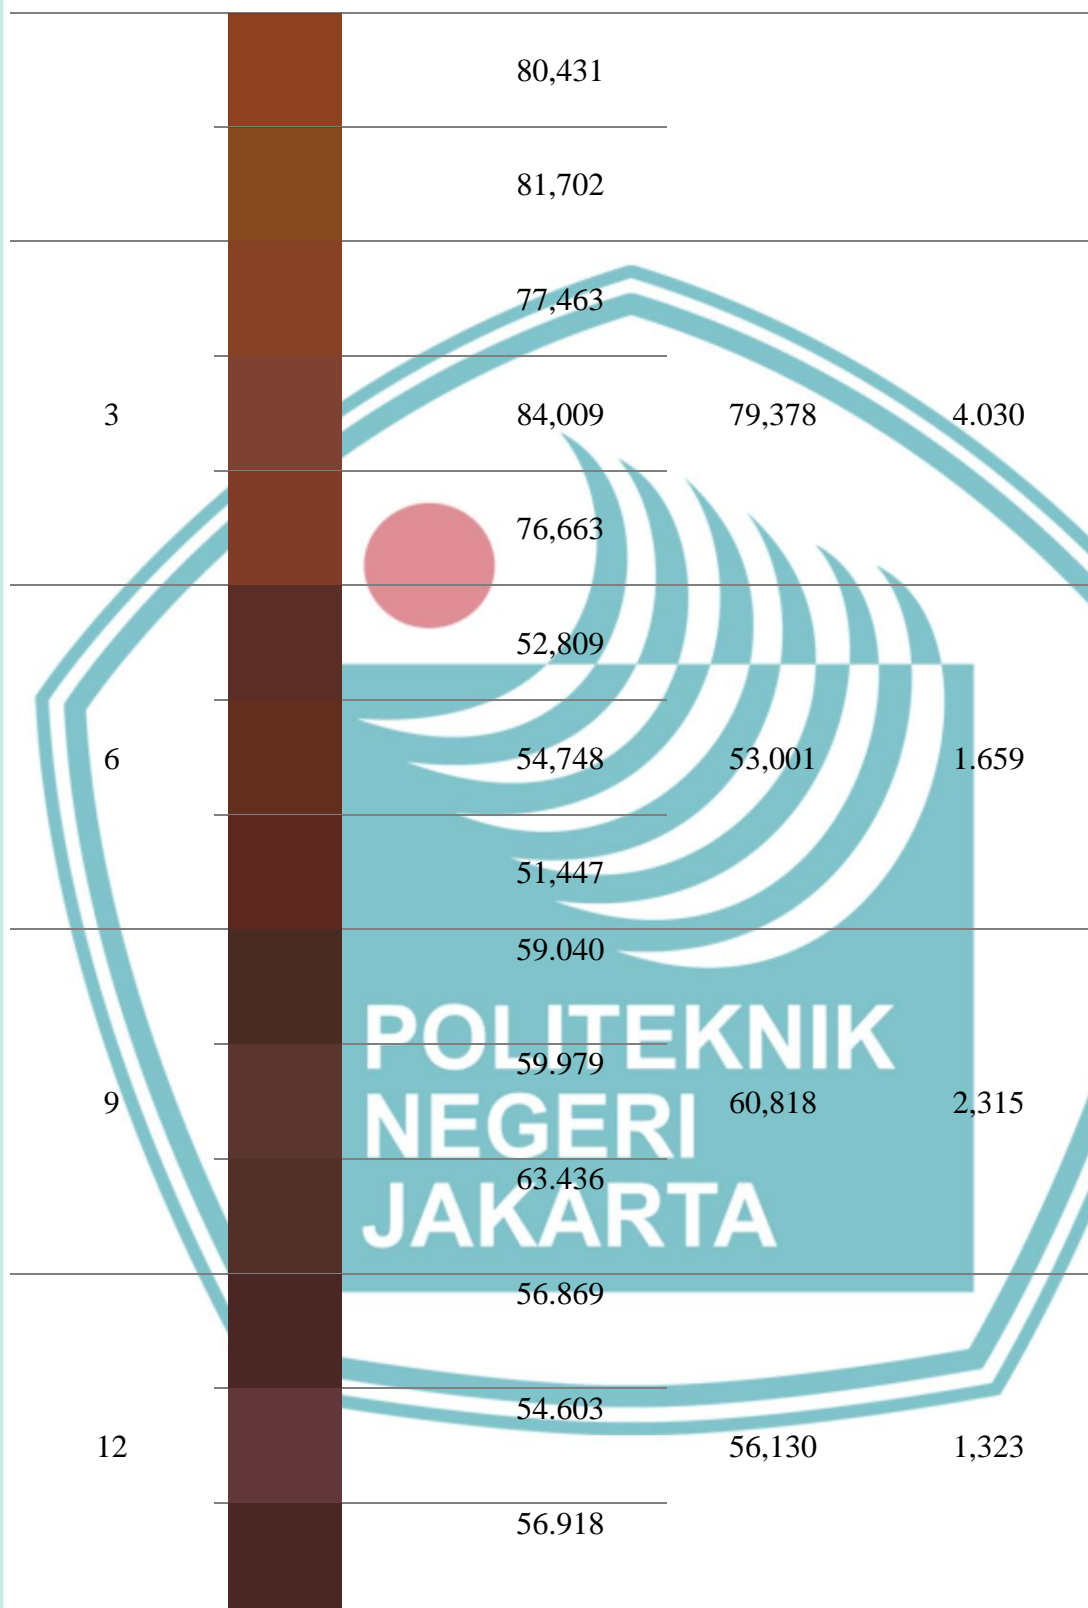 80,431
81,702
77,463
3 84,009 79,378 4.030
76,663
52,809
6 54,748 53,001 1.659
51,447
59.040
POLITEKNIK
59.979
9 60,818 2,315
NEGERI
63.436
JAKARTA
56.869
54.603
12 56,130 1,323
56.918